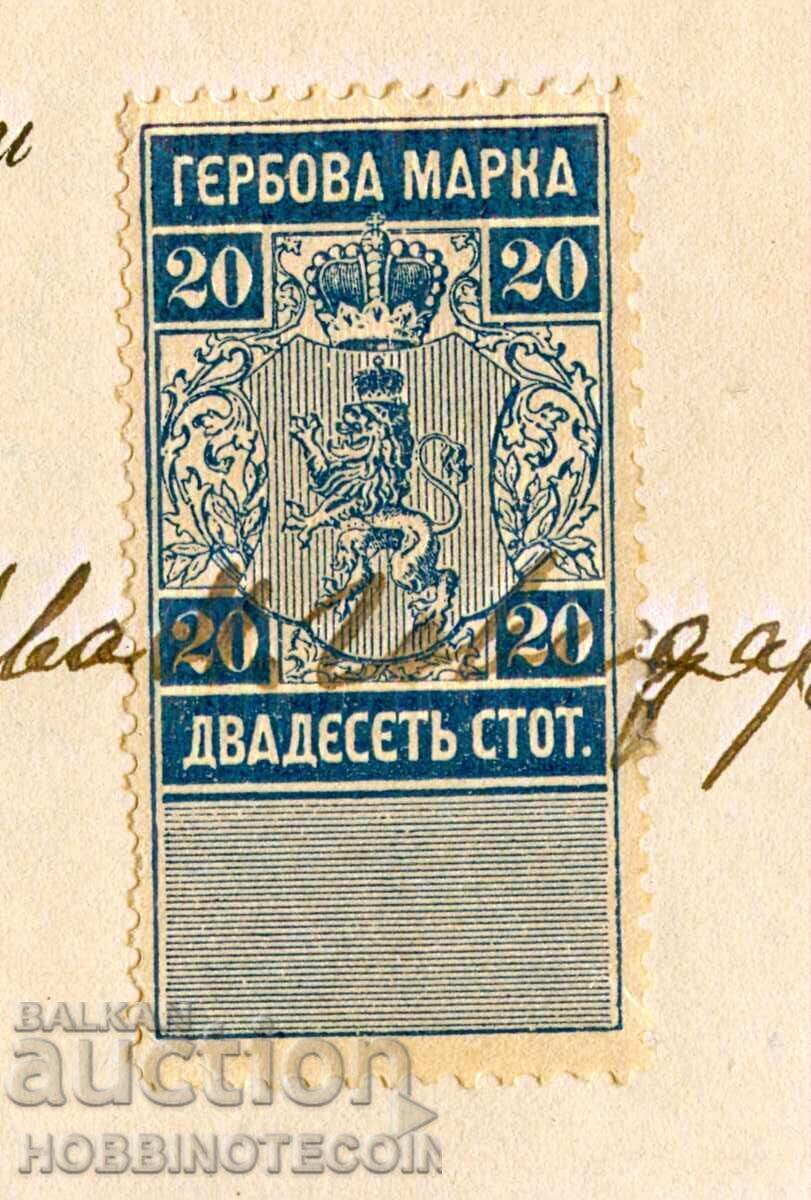 и
ГЕРБОВА МАРКА
20 20
20 20
ДВАДЕСЕТЬ СТОТ.
BALKAN
auction
HOBBINOTECOIN